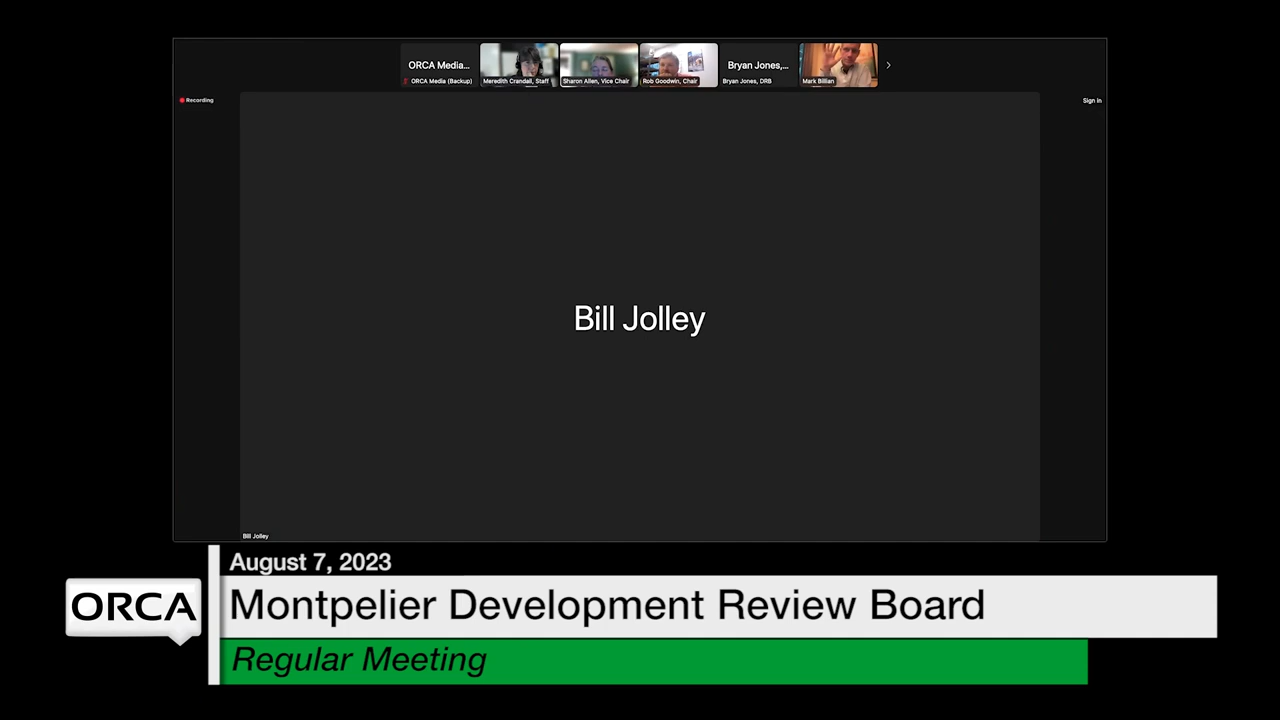 ORCA Media...
Bryan Jones,...
ORCA Media (Backup)
Meredith Crandall, Staff
Sharon Allen, Vice Chair
Rob Goodwin, Chair
Bryan Jones, DRB
Mark Billian
Recording
Sign in
Bill Jolley
Bill Jolley
August 7, 2023
ORCA
Montpelier Development Review Board
Regular Meeting